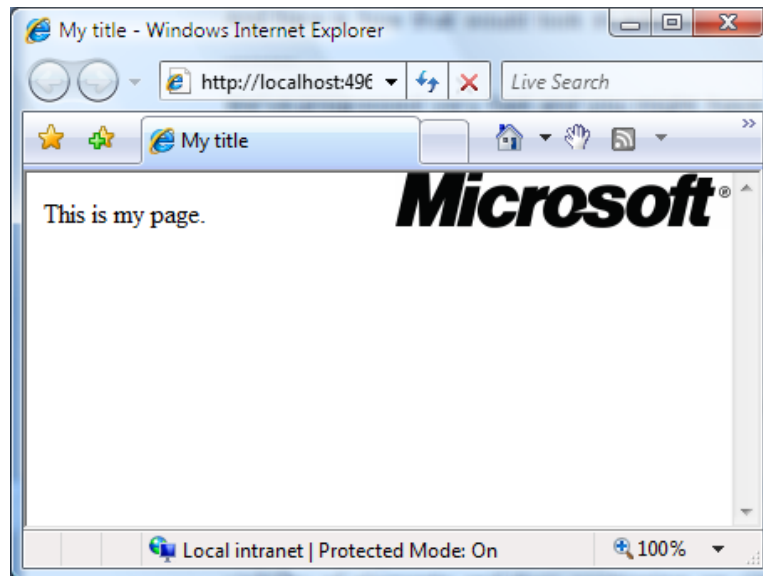 My title - Windows Internet Explorer
http://localhost:496
Live Search
My title
This is my page.
Microsoft®
Local intranet | Protected Mode: On
100%